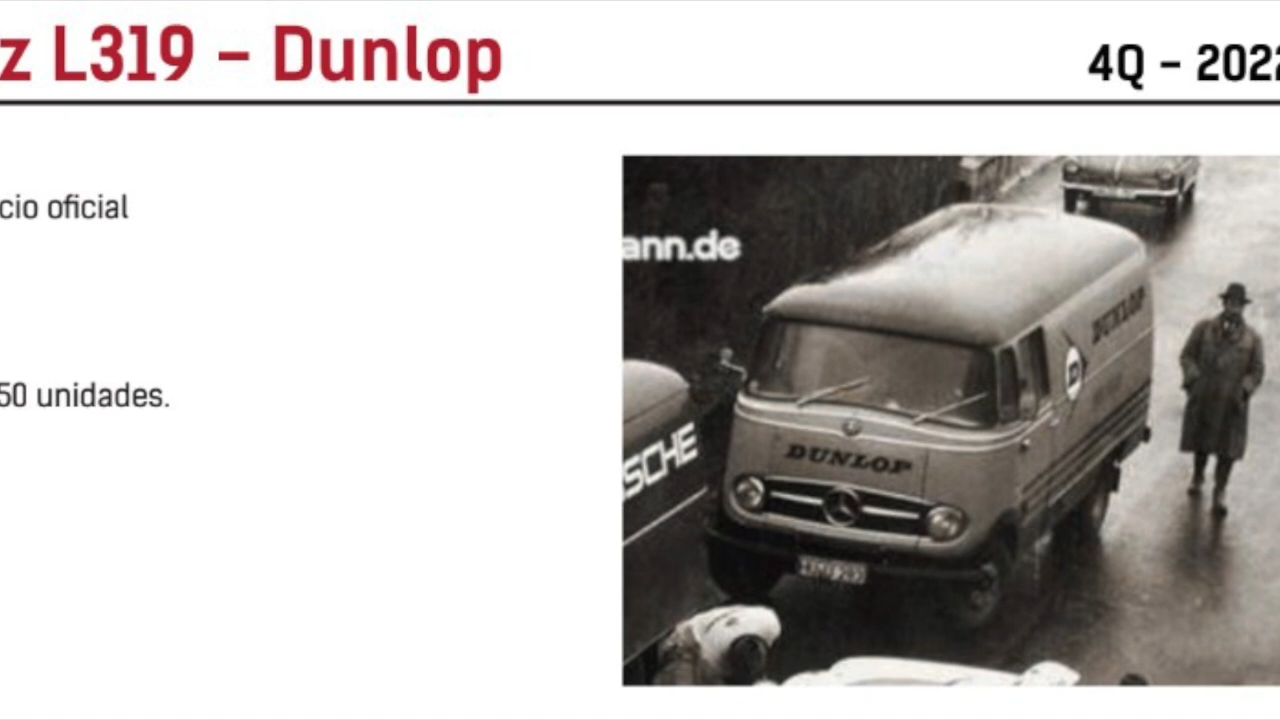 z L319 – Dunlop
4Q – 2022
cio oficial
50 unidades.
ann.de
DUNLOP
SCHE
DUNLOP